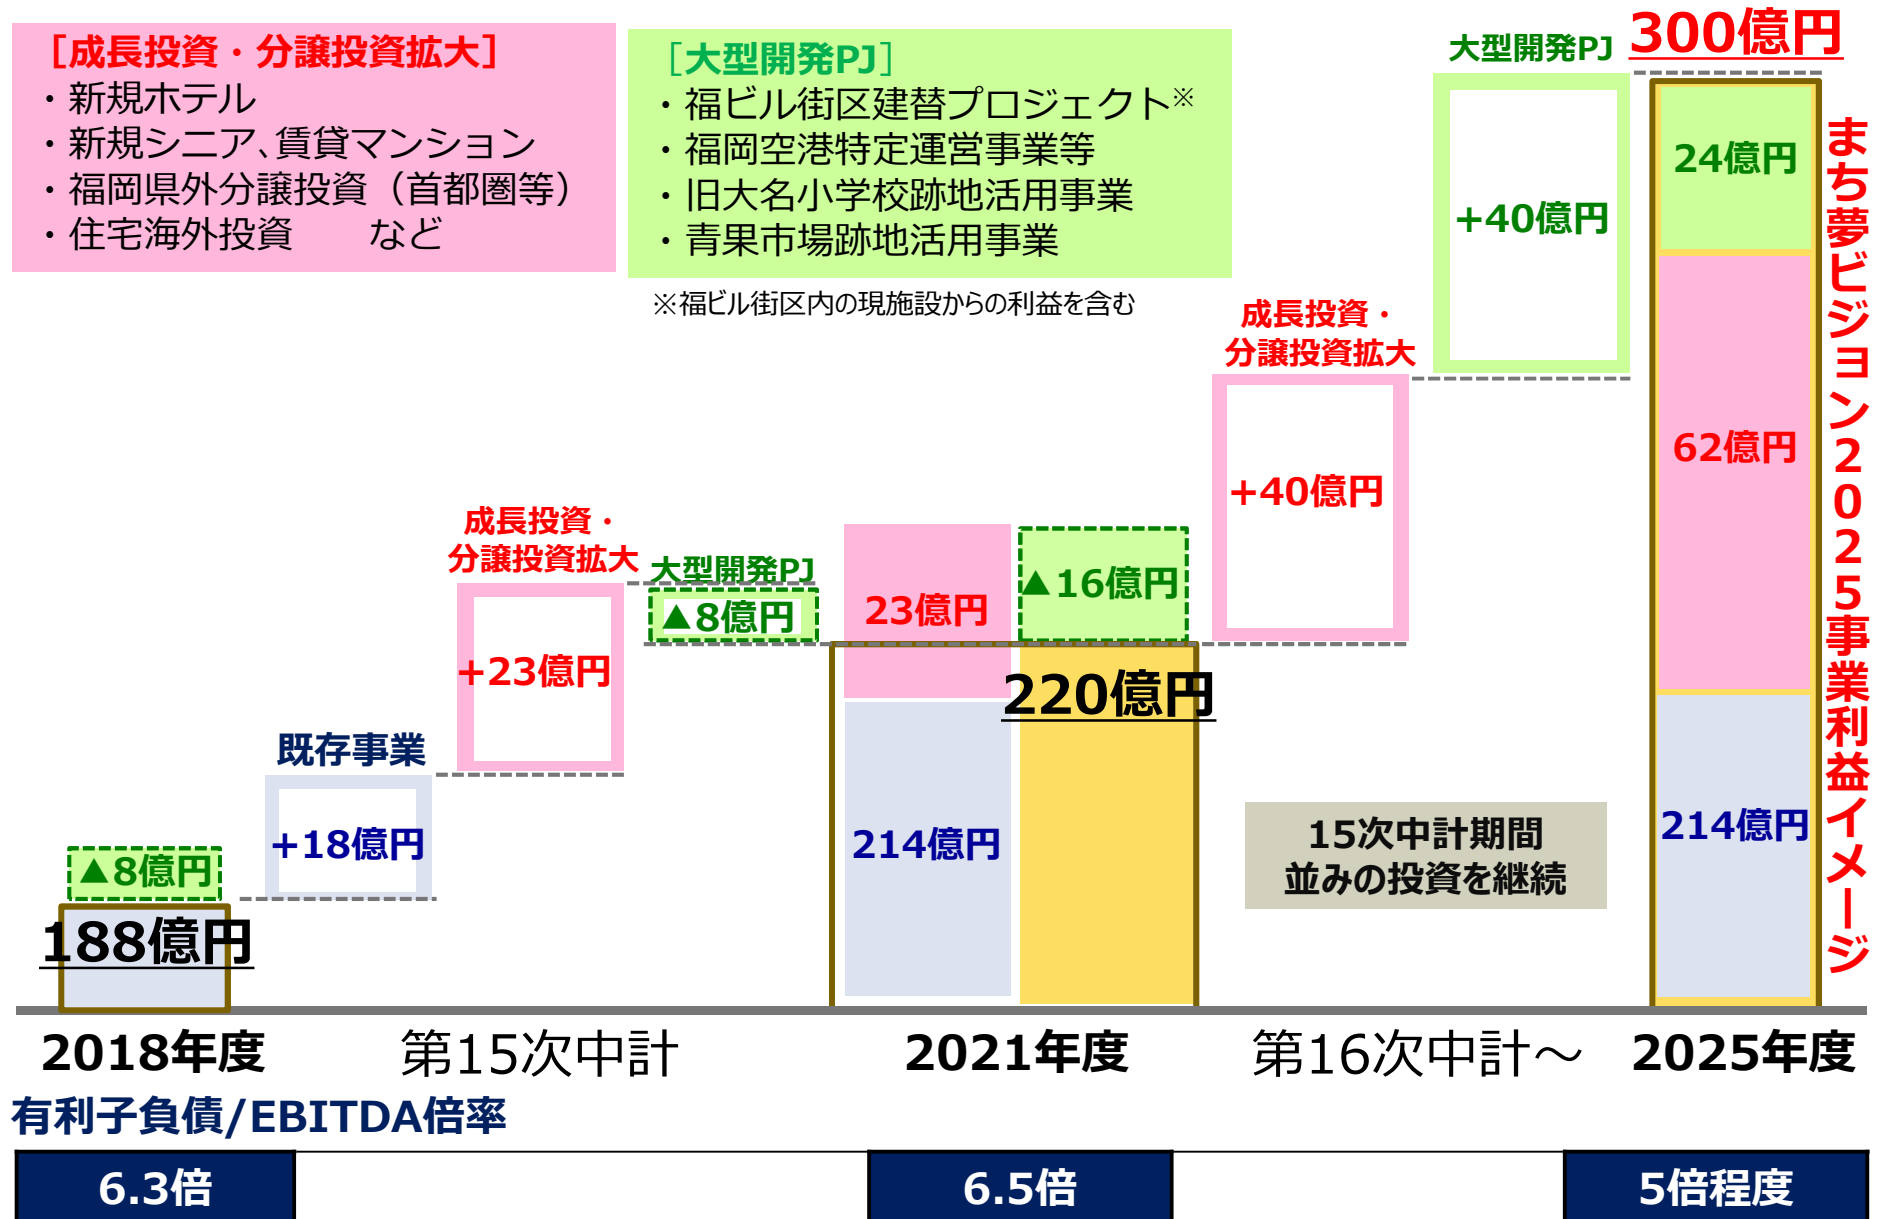 ［成長投資・分譲投資拡大］
・新規ホテル
・新規シニア、賃貸マンション
・福岡県外分譲投資（首都圏等）
・住宅海外投資　　など
［大型開発PJ］
・福ビル街区建替プロジェクト※
・福岡空港特定運営事業等
・旧大名小学校跡地活用事業
・青果市場跡地活用事業
※福ビル街区内の現施設からの利益を含む
▲8億円
188億円
既存事業
+18億円
成長投資・
分譲投資拡大
+23億円
大型開発PJ
▲8億円
23億円
▲16億円
220億円
214億円
成長投資・
分譲投資拡大
+40億円
大型開発PJ
+40億円
15次中計期間
並みの投資を継続
300億円
24億円
62億円
214億円
まち夢ビジョン2025事業利益イメージ
2018年度
第15次中計
2021年度
第16次中計～
2025年度
有利子負債/EBITDA倍率
6.3倍
6.5倍
5倍程度